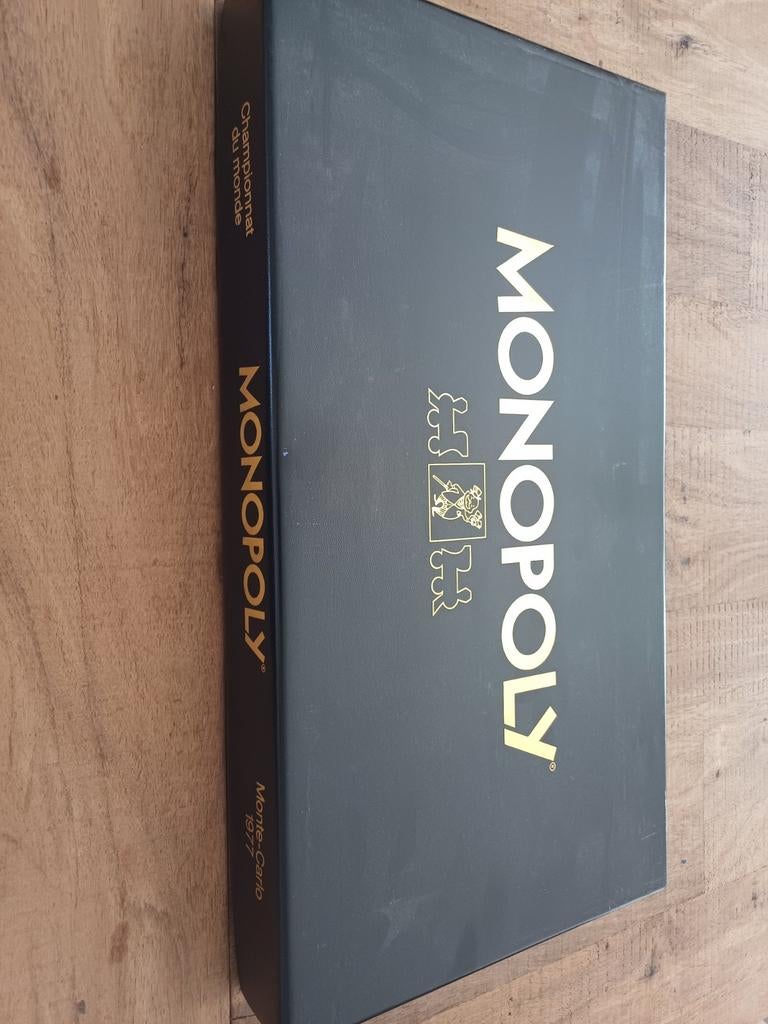 MONOPOLY®
Championnat
du monde
MONOPOLY®
Monte-Carlo
1977